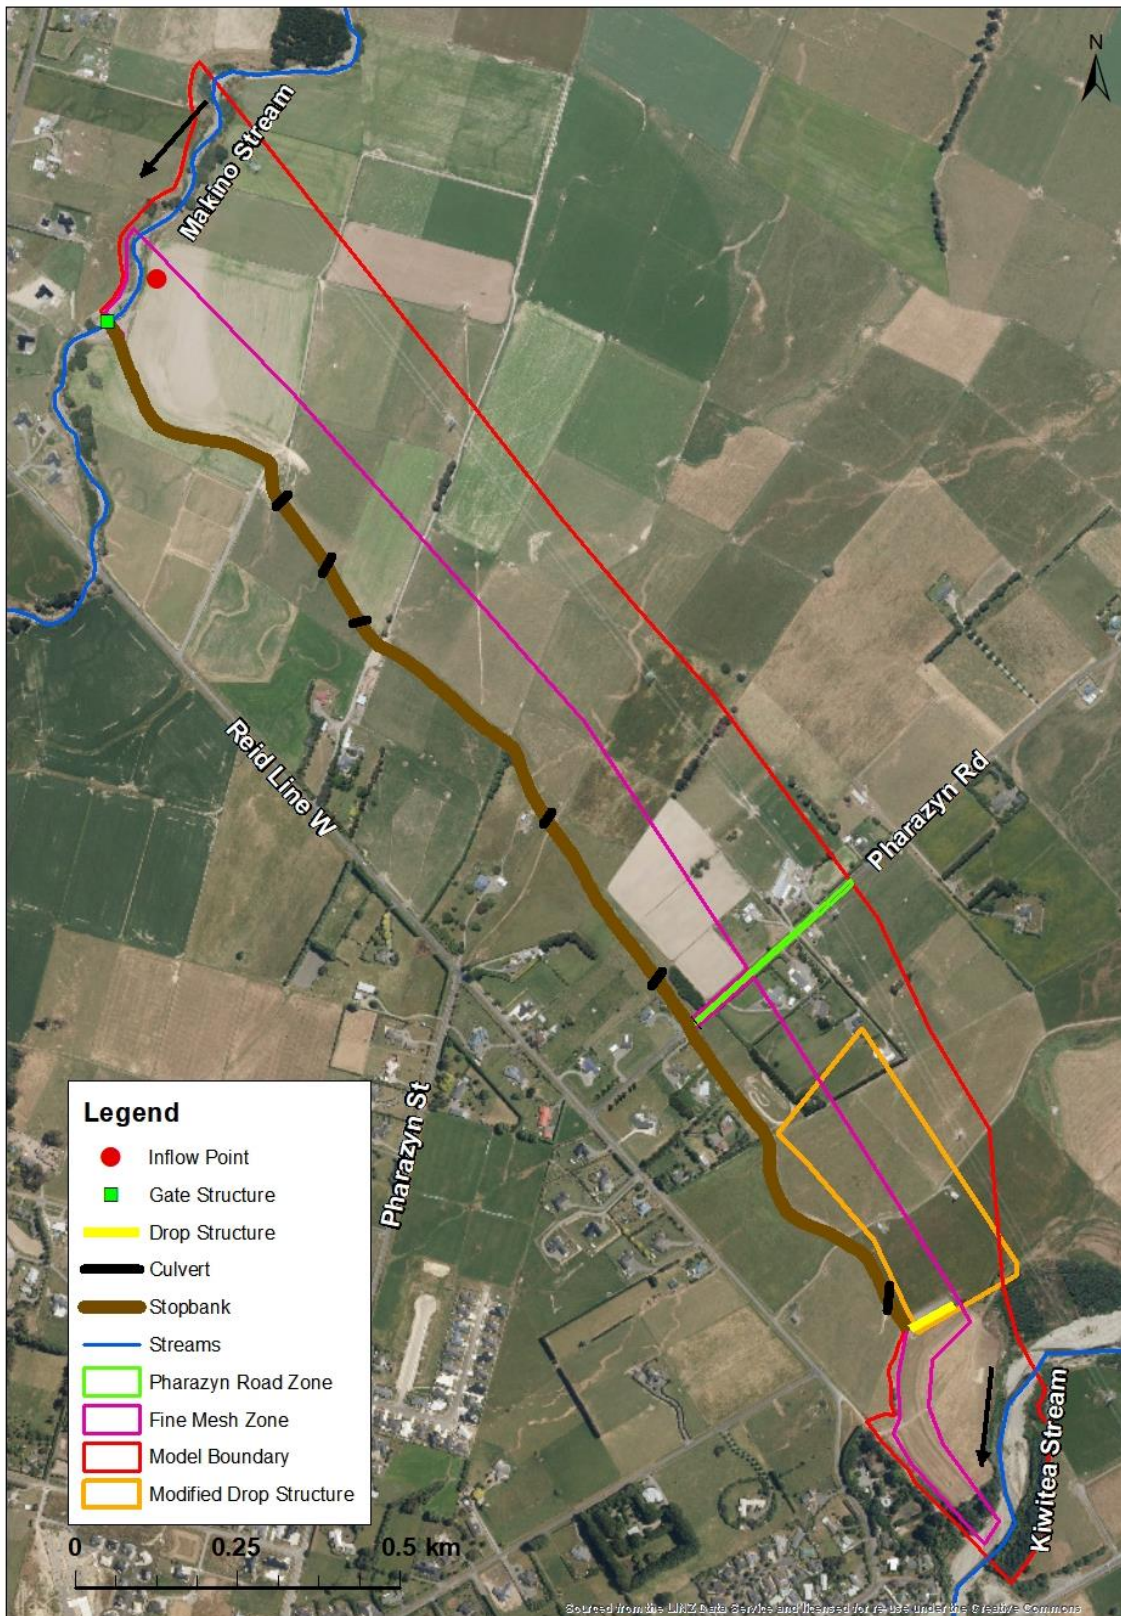 N
Makino Stream
Reid Line W
Pharazyn Rd
Pharazyn St
Kiwitea Stream
Legend
Inflow Point
Gate Structure
Drop Structure
Culvert
Stopbank
Streams
Pharazyn Road Zone
Fine Mesh Zone
Model Boundary
Modified Drop Structure
0 0.25 0.5 km
Sourced from the LINZ Data Service and licensed for re-use under the Creative Commons